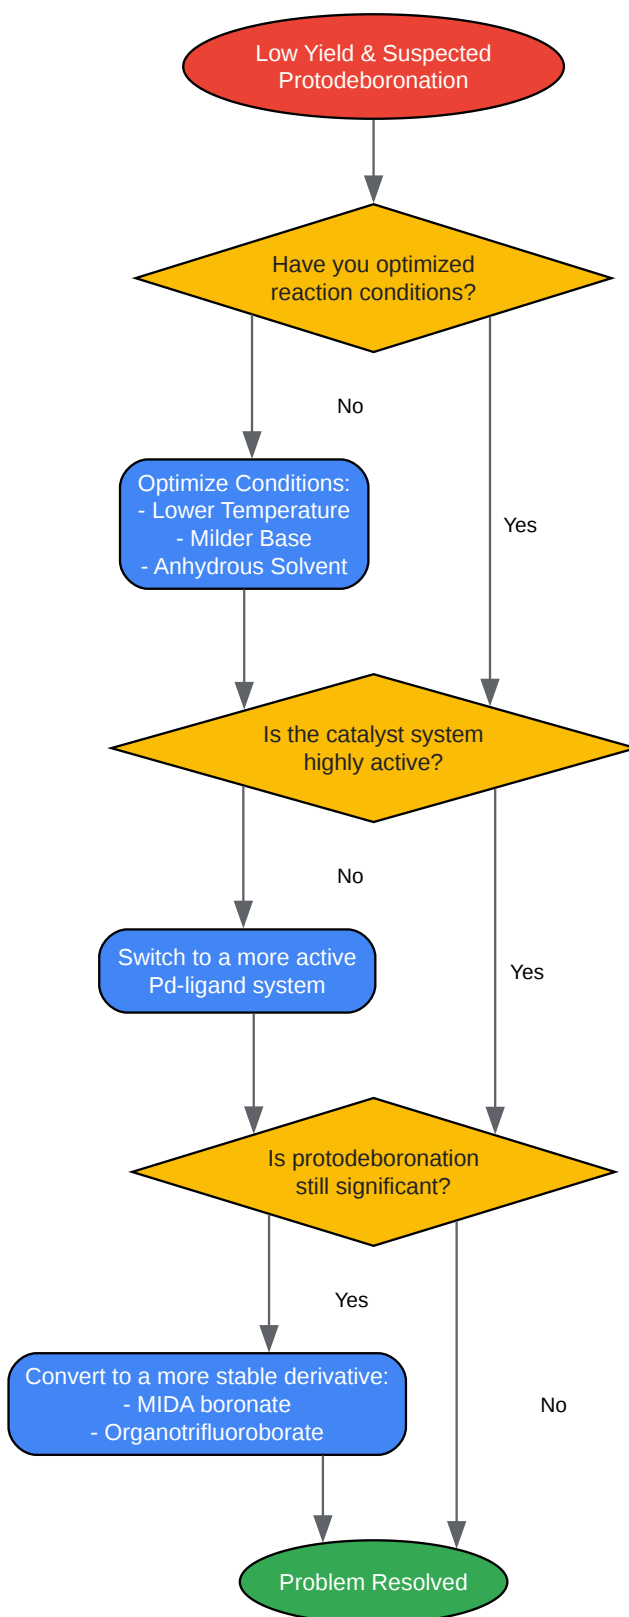 Low Yield & Suspected
Protodeboronation
Have you optimized
reaction conditions?
No
Optimize Conditions:
- Lower Temperature
- Milder Base
- Anhydrous Solvent
Yes
Is the catalyst system
highly active?
No
Switch to a more active
Pd-ligand system
Yes
Is protodeboronation
still significant?
Yes
Convert to a more stable derivative:
- MIDA boronate
- Organotrifluoroborate
No
Problem Resolved